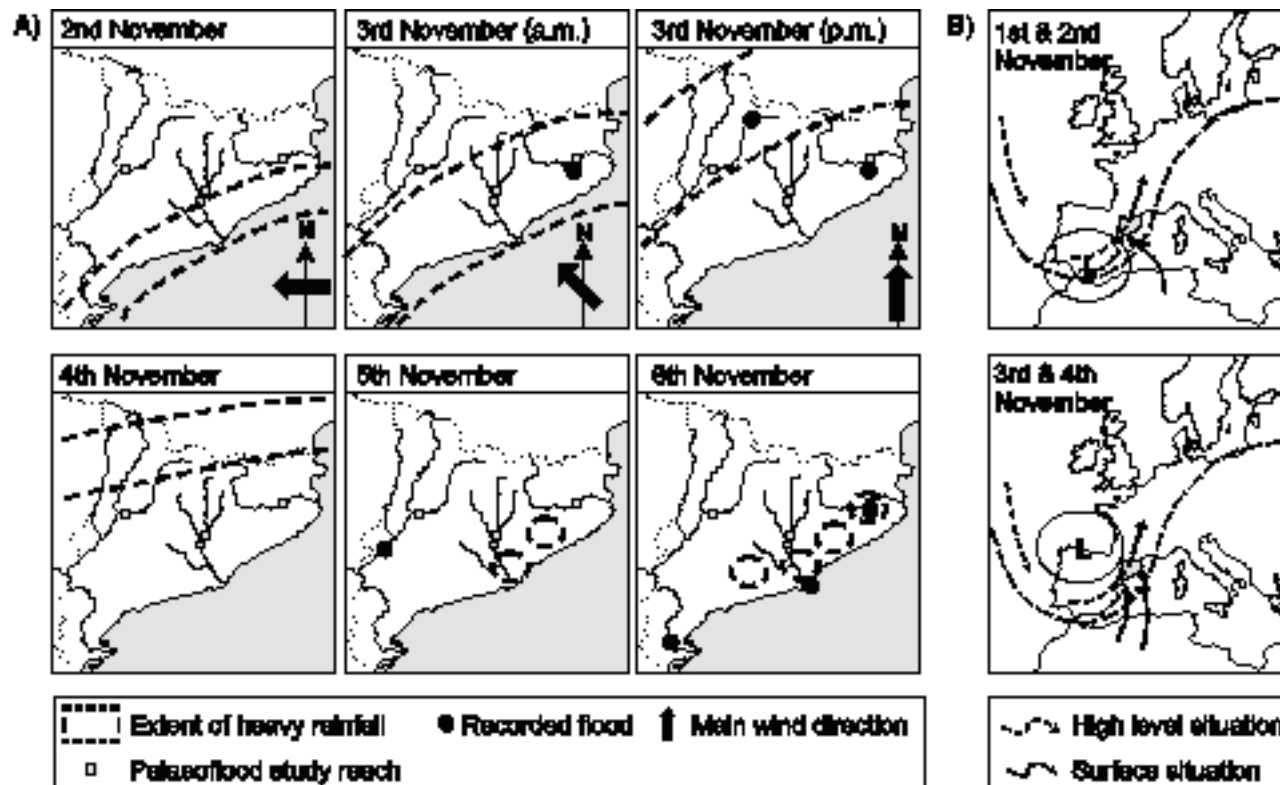 A)
2nd November
3rd November (a.m.)
3rd November (p.m.)
N
N
N
4th November
5th November
6th November
Extent of heavy rainfall
Recorded flood
Main wind direction
Palaeoflood study reach
B)
1st & 2nd
November
L
3rd & 4th
November
L
High level situation
Surface situation